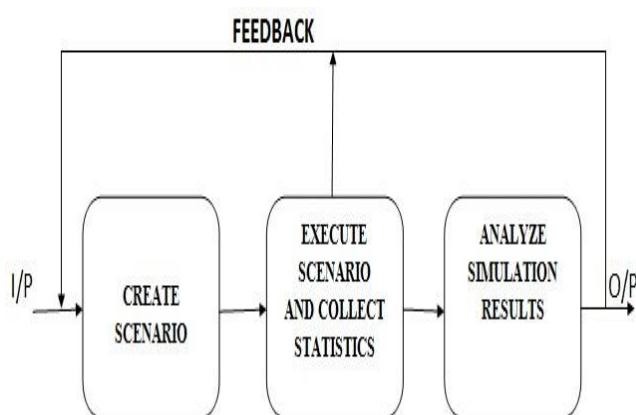 FEEDBACK
I/P
CREATE
SCENARIO
EXECUTE
SCENARIO
AND COLLECT
STATISTICS
ANALYZE
SIMULATION
RESULTS
O/P